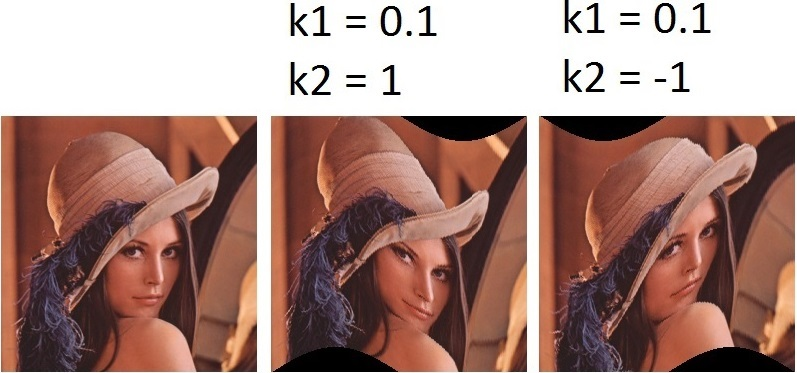 k1 = 0.1
k2 = 1
k1 = 0.1
k2 = -1